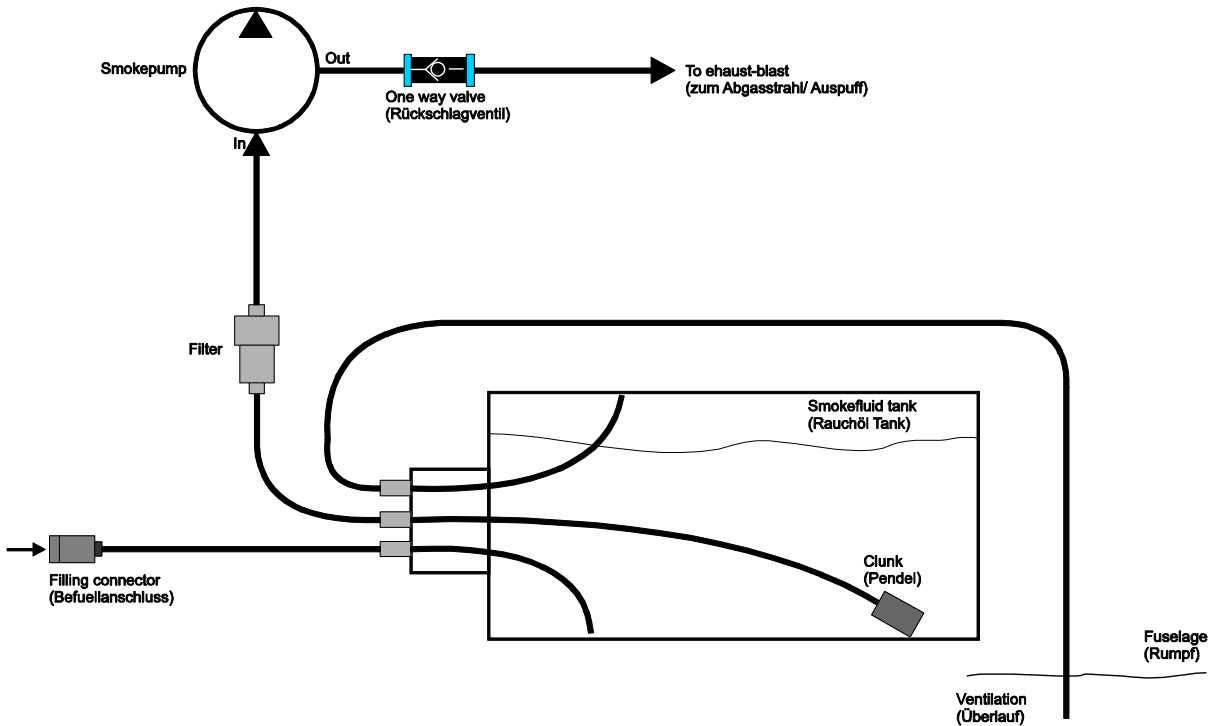 Smokepump
Out
In
One way valve
(Rückschlagventil)
To ehaust-blast
(zum Abgasstrahl/ Auspuff)
Filter
Smokefluid tank
(Rauchöl Tank)
Clunk
(Pendel)
Filling connector
(Befuellanschluss)
Fuselage
(Rumpf)
Ventilation
(Überlauf)